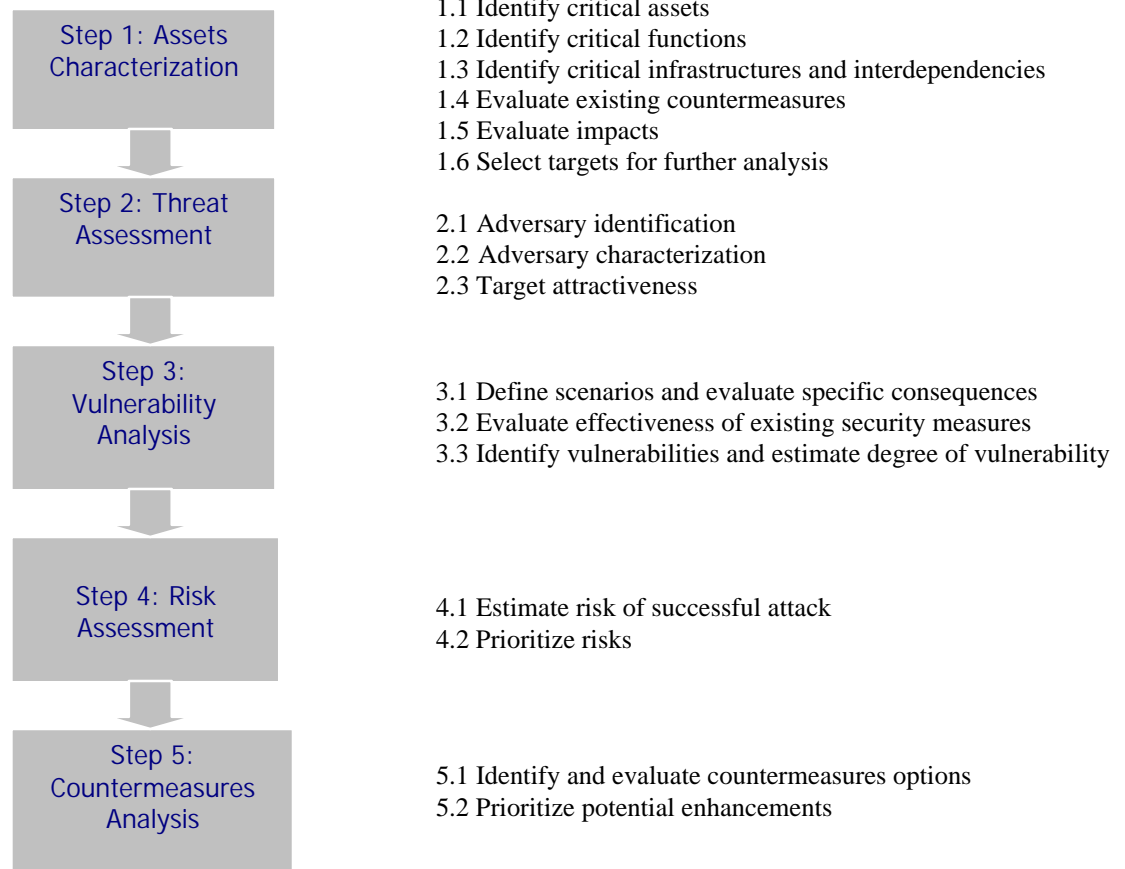 Step 1: Assets
Characterization
1.1 Identify critical assets
1.2 Identify critical functions
1.3 Identify critical infrastructures and interdependencies
1.4 Evaluate existing countermeasures
1.5 Evaluate impacts
1.6 Select targets for further analysis
Step 2: Threat
Assessment
2.1 Adversary identification
2.2 Adversary characterization
2.3 Target attractiveness
Step 3:
Vulnerability
Analysis
3.1 Define scenarios and evaluate specific consequences
3.2 Evaluate effectiveness of existing security measures
3.3 Identify vulnerabilities and estimate degree of vulnerability
Step 4: Risk
Assessment
4.1 Estimate risk of successful attack
4.2 Prioritize risks
Step 5:
Countermeasures
Analysis
5.1 Identify and evaluate countermeasures options
5.2 Prioritize potential enhancements